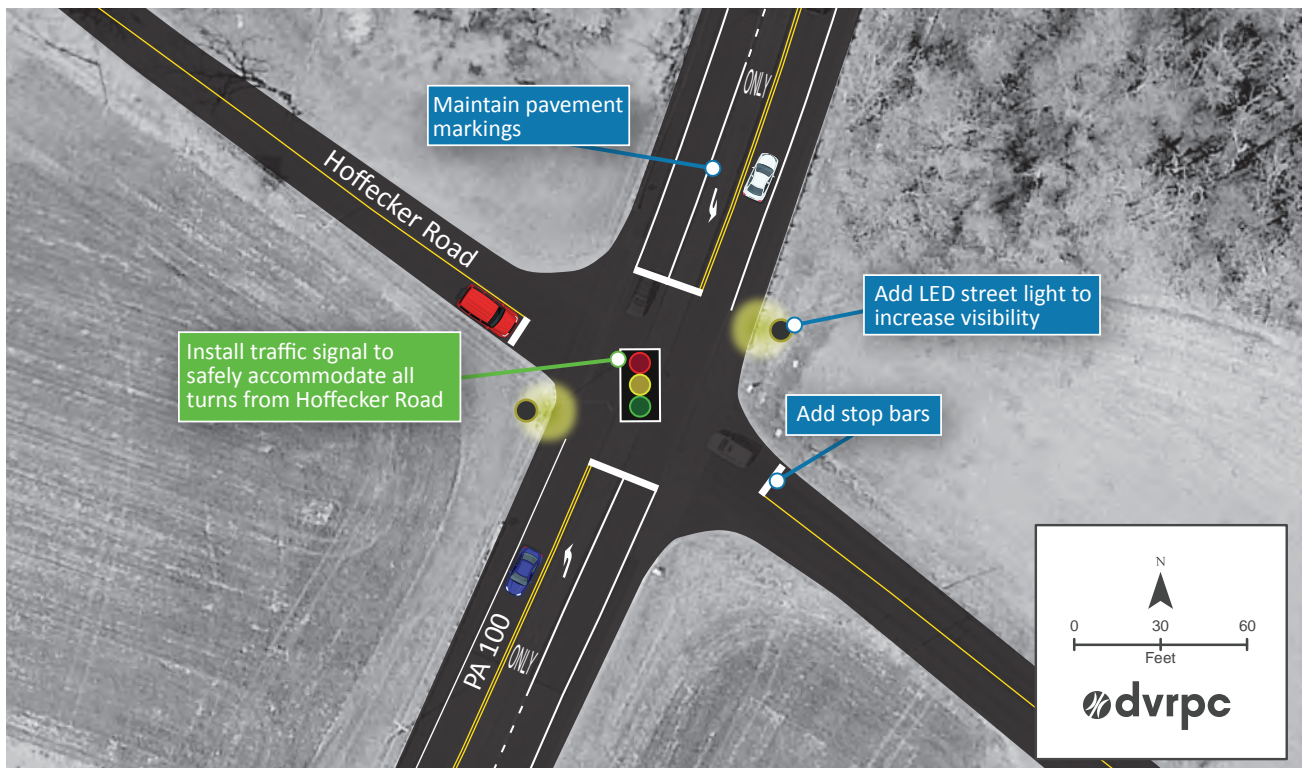 ONLY
Maintain pavement
markings
Hoffecker Road
Add LED street light to
increase visibility
Install traffic signal to
safely accommodate all
turns from Hoffecker Road
Add stop bars
PA 100
ONLY
N
0 30 60
Feet
dvrpc